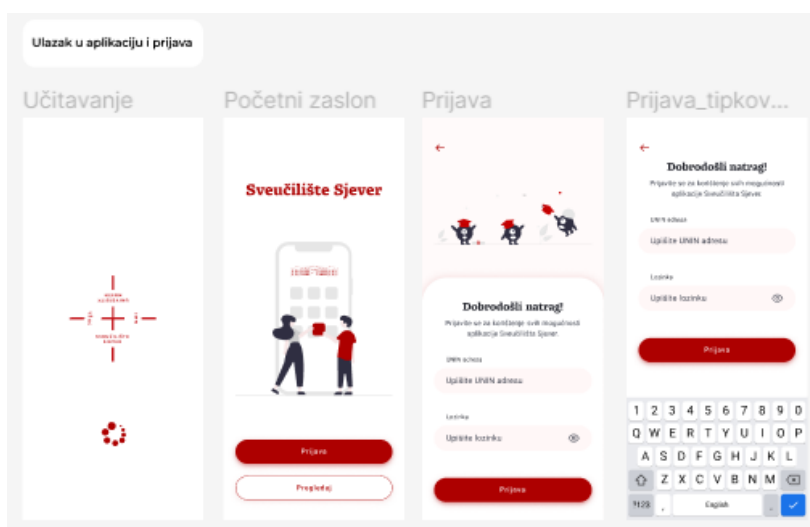 Ulazak u aplikaciju i prijava
Učitavanje
Početni zaslon
Prijava
Prijava_tipkov...
Sveučilište Sjever
Prijava
Pregledaj
Dobrodošli natrag!
Prijavite se za korištenje svih mogućnosti
aplikacije Sveučilišta Sjever.
UNIN adresa
Upišite UNIN adresu
Lozinka
Upišite lozinku
Prijava
Dobrodošli natrag!
Prijavite se za korištenje svih mogućnosti
aplikacije Sveučilišta Sjever.
UNIN adresa
Upišite UNIN adresu
Lozinka
Upišite lozinku
Prijava
1 2 3 4 5 6 7 8 9 0
Q W E R T Y U I O P
A S D F G H J K L
Z X C V B N M
?123 , English .